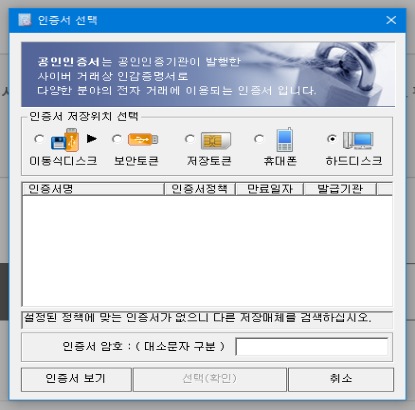 인증서 선택
공인인증서는 공인인증기관이 발행한
사이버 거래상 인감증명서로
다양한 분야의 전자 거래에 이용되는 인증서 입니다.
인증서 저장위치 선택
이동식디스크 보안토큰 저장토큰 휴대폰 하드디스크
인증서명 인증서정책 만료일자 발급기관
설정된 정책에 맞는 인증서가 없으니 다른 저장매체를 검색하십시오.
인증서 암호 : ( 대소문자 구분 )
인증서 보기 선택(확인) 취소